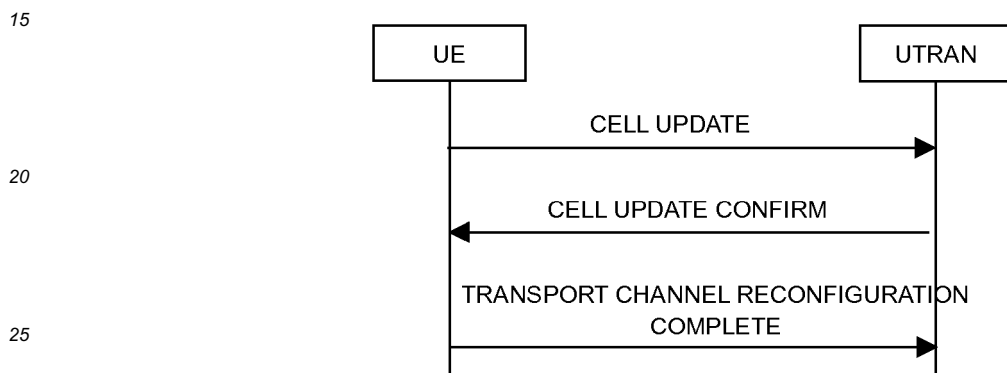 15
UE
UTRAN
CELL UPDATE
20
CELL UPDATE CONFIRM
TRANSPORT CHANNEL RECONFIGURATION
COMPLETE
25